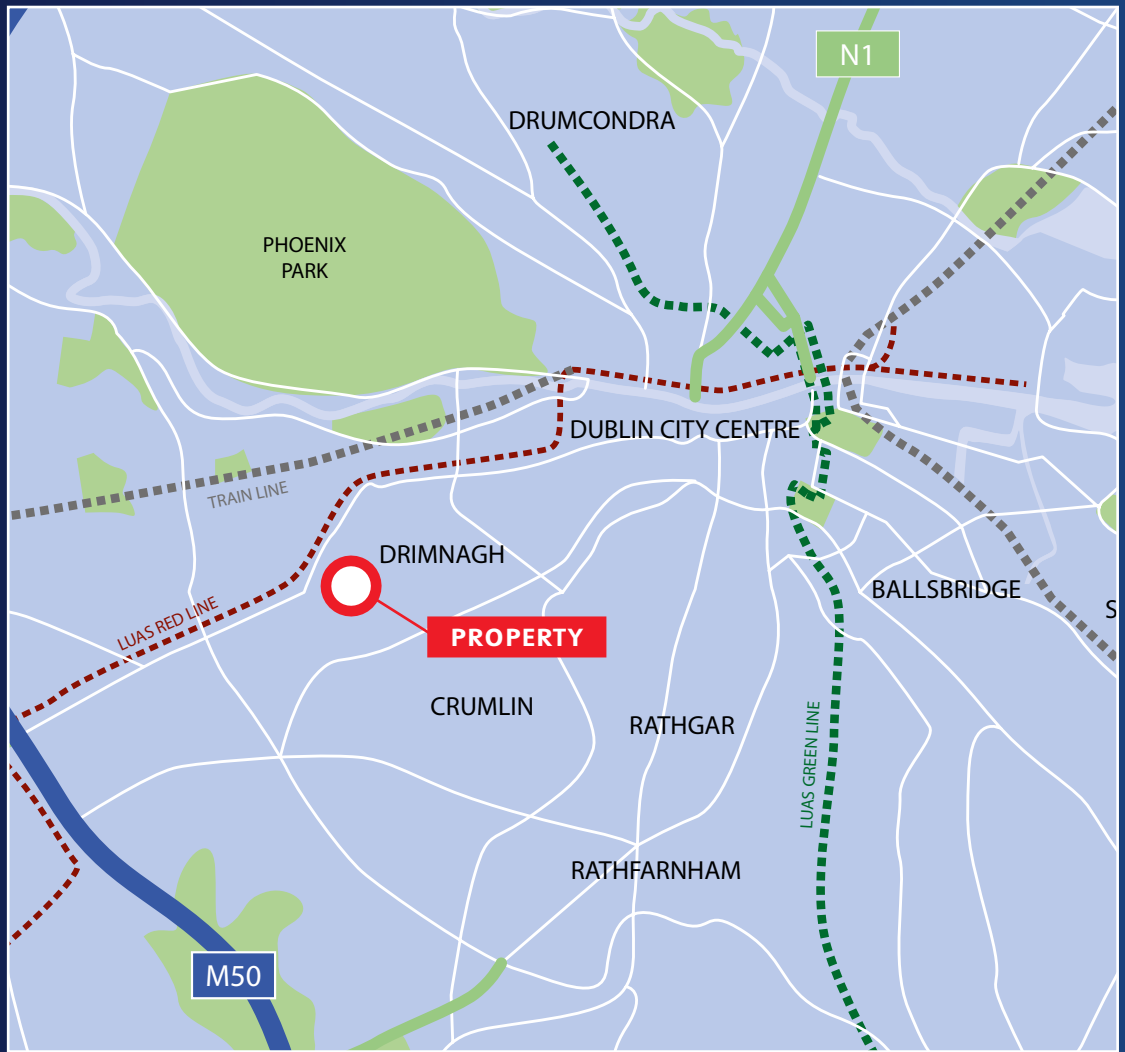 N1
DRUMCONDRA
PHOENIX
PARK
DUBLIN CITY CENTRE
TRAIN LINE
DRIMNAGH
BALLSBRIDGE
S
LUAS RED LINE
PROPERTY
CRUMLIN
RATHGAR
LUAS GREEN LINE
RATHFARNHAM
M50